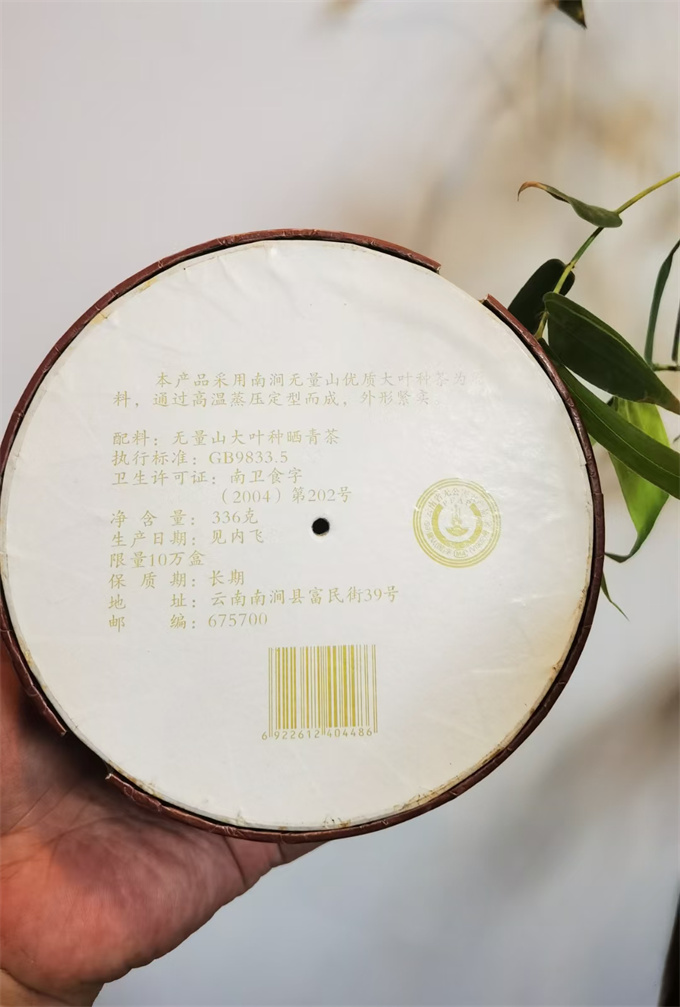 本产品采用南涧无量山优质大叶种茶为原
料，通过高温蒸压定型而成，外形紧实
配料：无量山大叶种晒青茶
执行标准：GB9833.5
卫生许可证：南卫食字
（2004）第202号
净含量：336克
生产日期：见内飞
限量10万盒
保质期：长期
地址：云南南涧县富民街39号
邮编：675700
6 922612 404486